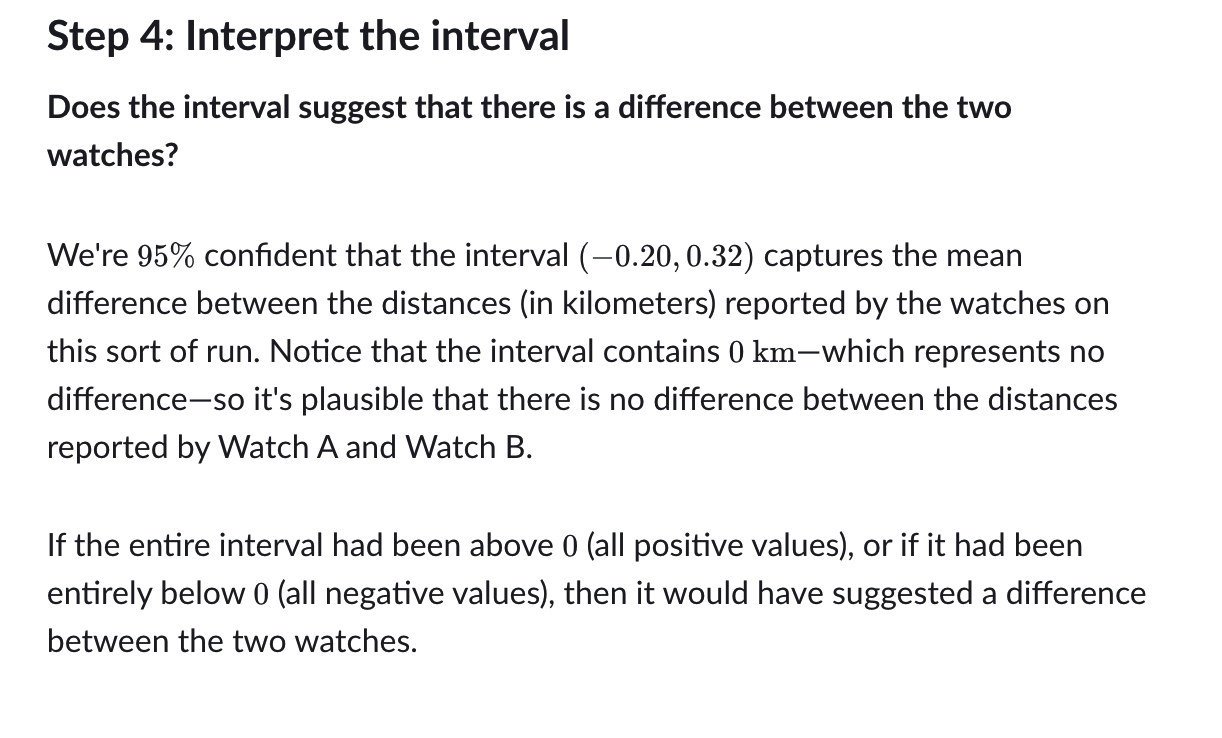 Step 4: Interpret the interval
Does the interval suggest that there is a difference between the two
watches?
We're 95% confident that the interval (−0.20, 0.32) captures the mean
difference between the distances (in kilometers) reported by the watches on
this sort of run. Notice that the interval contains 0 km—which represents no
difference—so it's plausible that there is no difference between the distances
reported by Watch A and Watch B.
If the entire interval had been above 0 (all positive values), or if it had been
entirely below 0 (all negative values), then it would have suggested a difference
between the two watches.